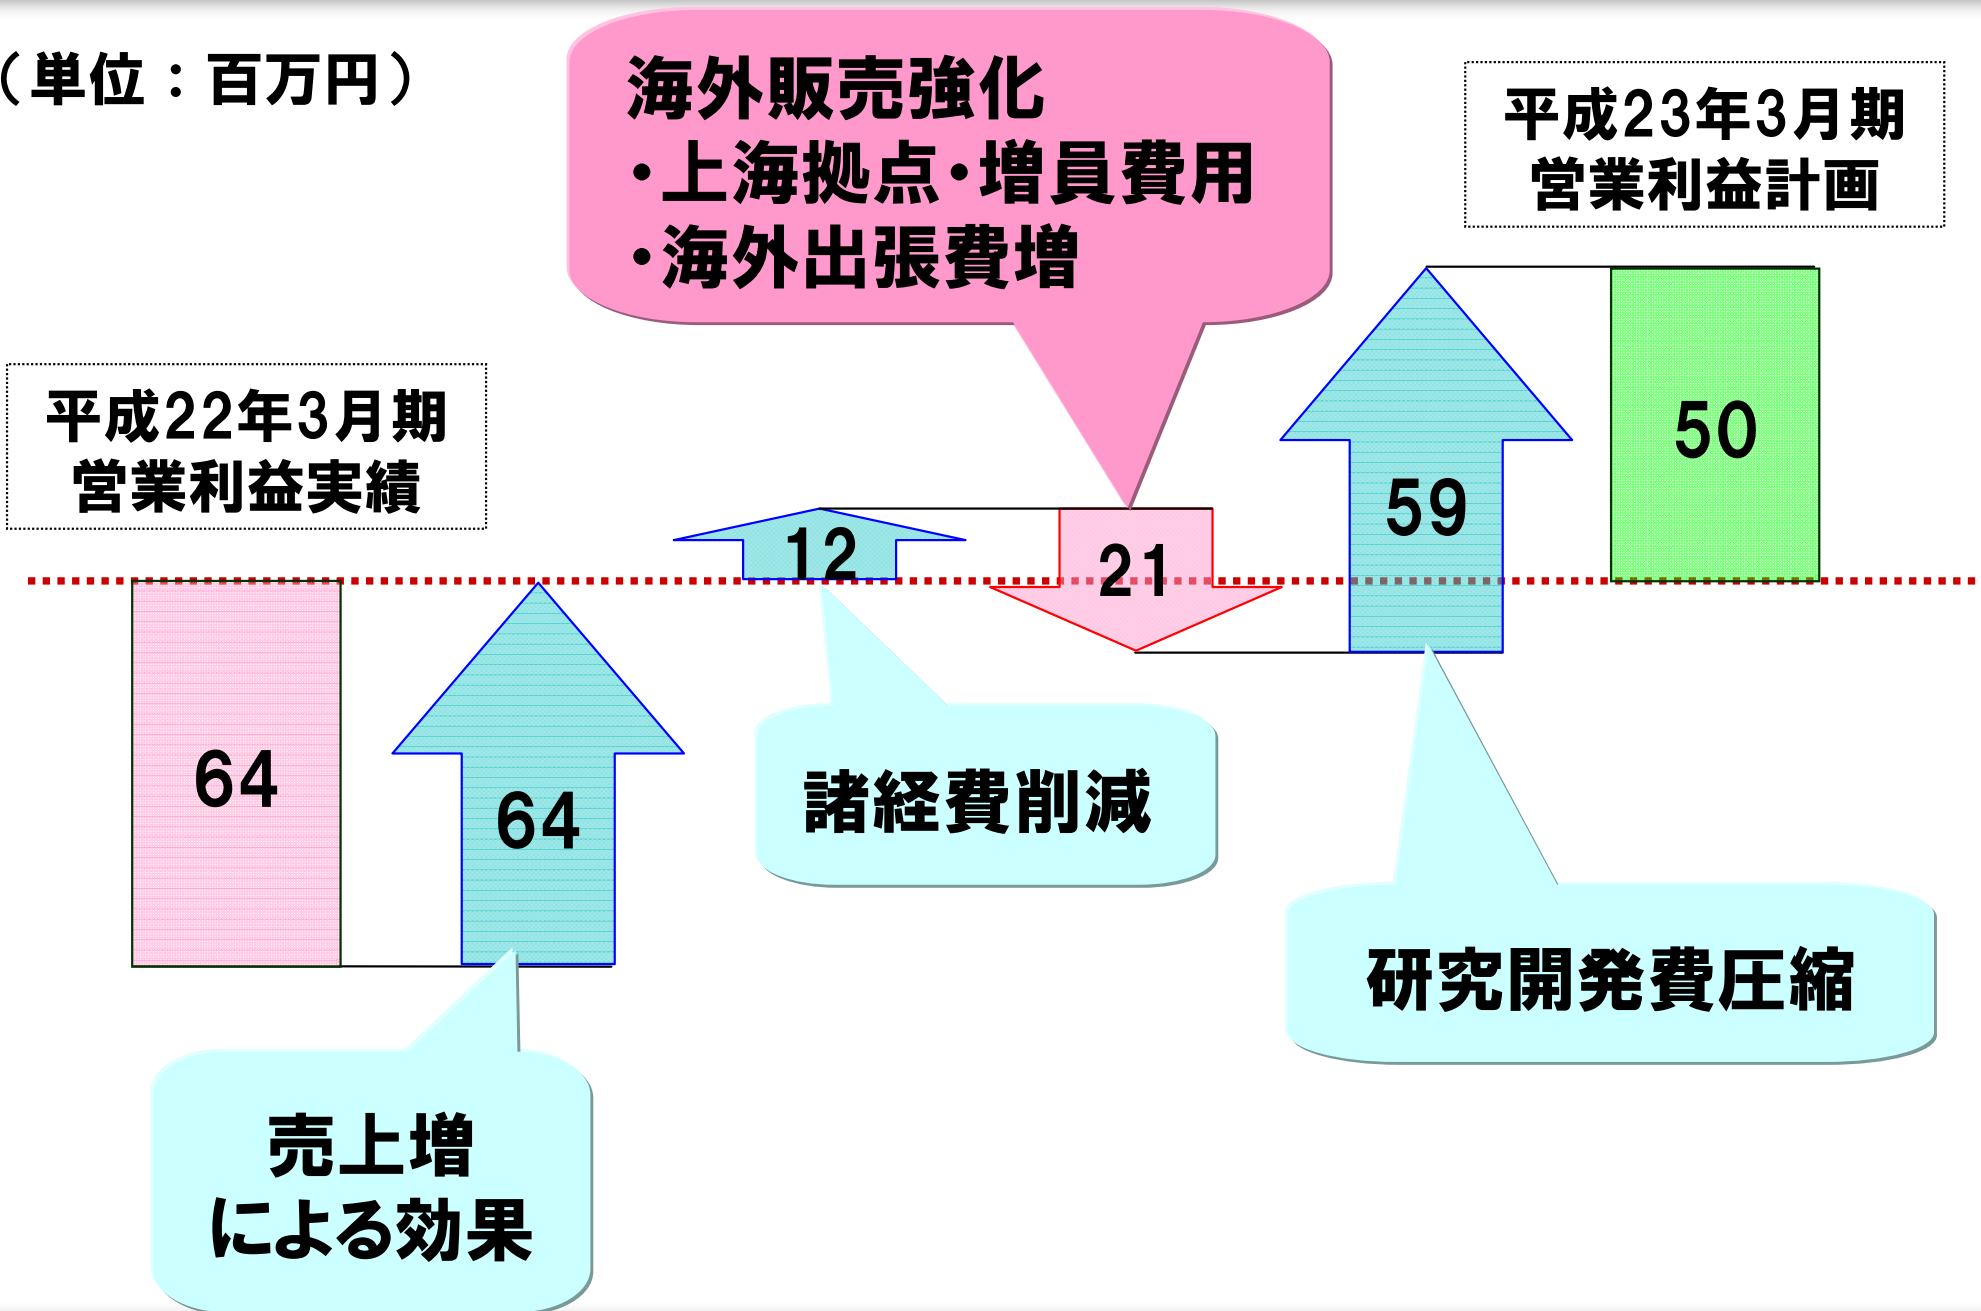 （単位：百万円）
海外販売強化
・上海拠点・増員費用
・海外出張費増
平成23年3月期
営業利益計画
平成22年3月期
営業利益実績
64
64
12
21
59
50
諸経費削減
研究開発費圧縮
売上増
による効果